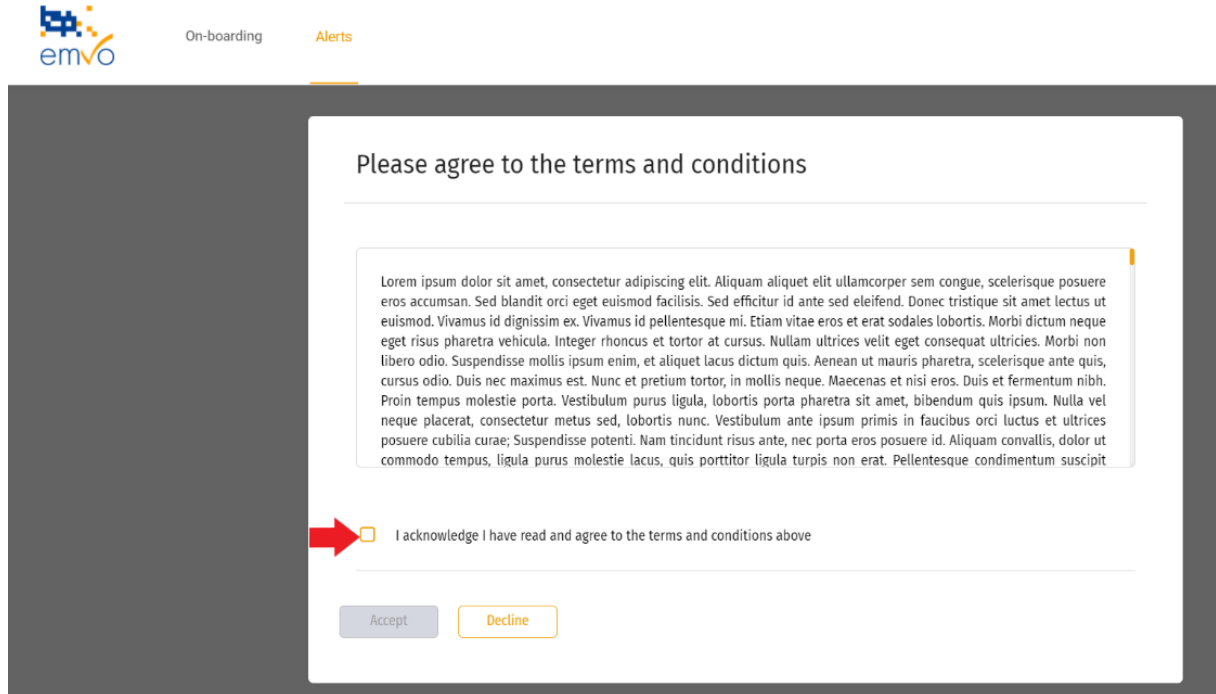 emvo
On-boarding
Alerts
Please agree to the terms and conditions
Lorem ipsum dolor sit amet, consectetur adipiscing elit. Aliquam aliquet elit ullamcorper sem congue, scelerisque posuere
eros accumsan. Sed blandit orci eget euismod facilisis. Sed efficitur id ante sed eleifend. Donec tristique sit amet lectus ut
euismod. Vivamus id dignissim ex. Vivamus id pellentesque mi. Etiam vitae eros et erat sodales lobortis. Morbi dictum neque
eget risus pharetra vehicula. Integer rhoncus et tortor at cursus. Nullam ultrices velit eget consequat ultricies. Morbi non
libero odio. Suspendisse mollis ipsum enim, et aliquet lacus dictum quis. Aenean ut mauris pharetra, scelerisque ante quis,
cursus odio. Duis nec maximus est. Nunc et pretium tortor, in mollis neque. Maecenas et nisi eros. Duis et fermentum nibh.
Proin tempus molestie porta. Vestibulum purus ligula, lobortis porta pharetra sit amet, bibendum quis ipsum. Nulla vel
neque placerat, consectetur metus sed, lobortis nunc. Vestibulum ante ipsum primis in faucibus orci luctus et ultrices
posuere cubilia curae; Suspendisse potenti. Nam tincidunt risus ante, nec porta eros posuere id. Aliquam convallis, dolor ut
commodo tempus, ligula purus molestie lacus, quis porttitor ligula turpis non erat. Pellentesque condimentum suscipit
I acknowledge I have read and agree to the terms and conditions above
Accept
Decline